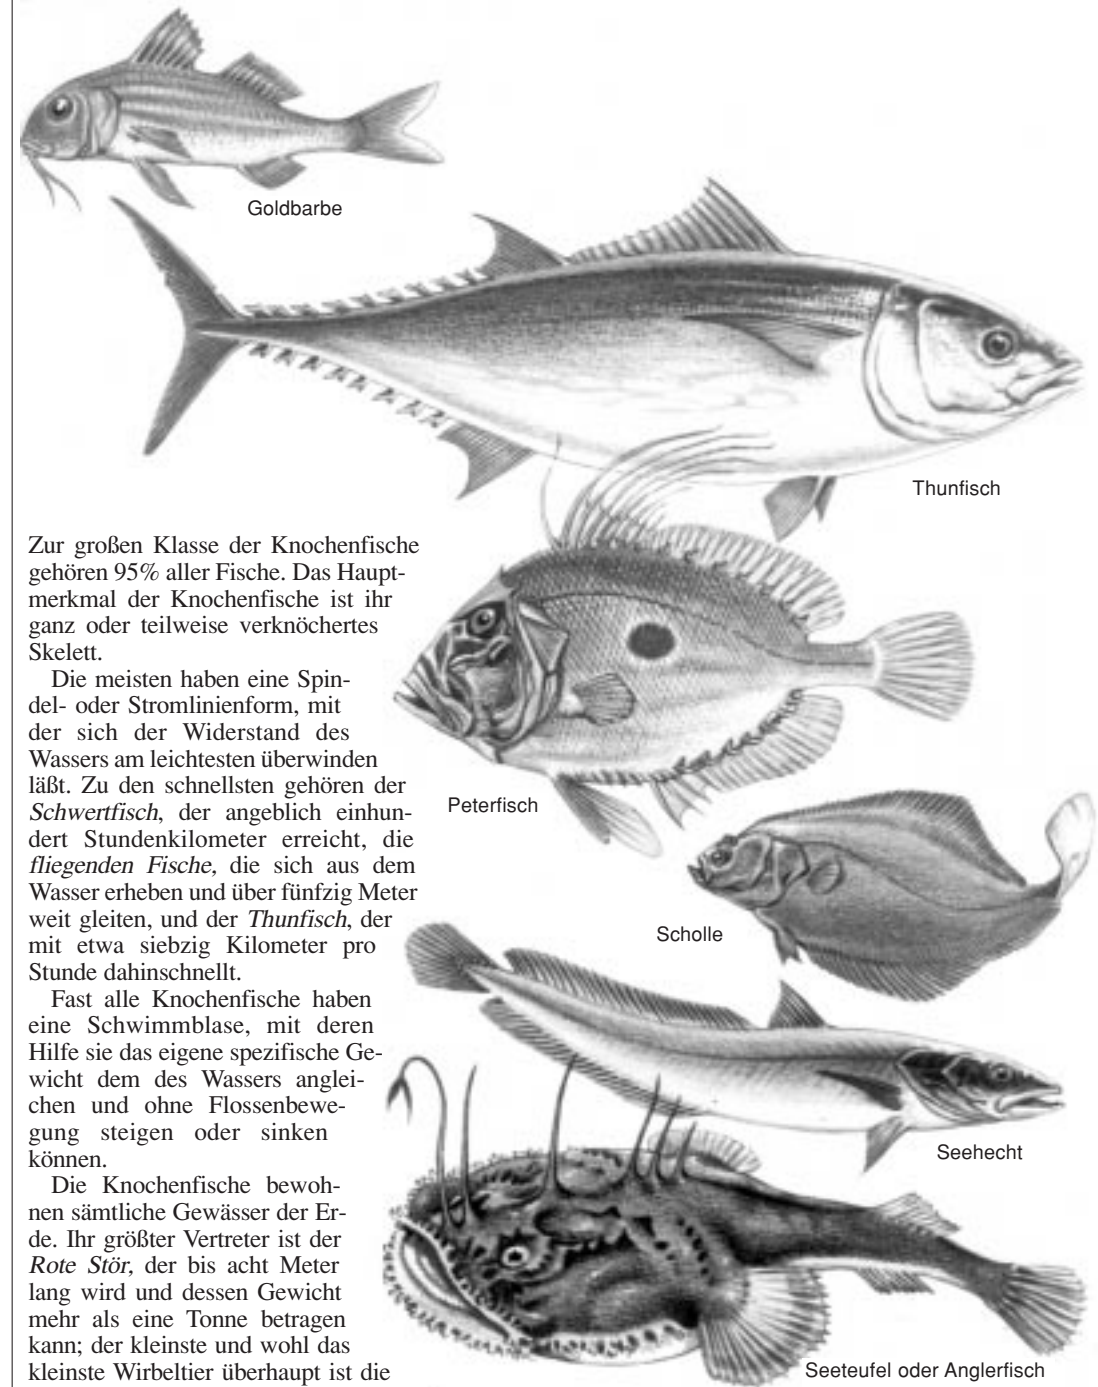 Goldbarbe
Thunfisch
Zur großen Klasse der Knochenfische
gehören 95% aller Fische. Das Haupt-
merkmal der Knochenfische ist ihr
ganz oder teilweise verknöchertes
Skelett.
Die meisten haben eine Spin-
del- oder Stromlinienform, mit
der sich der Widerstand des
Wassers am leichtesten überwinden
läßt. Zu den schnellsten gehören der
Schwertfisch, der angeblich einhun-
dert Stundenkilometer erreicht, die
fliegenden Fische, die sich aus dem
Wasser erheben und über fünfzig Meter
weit gleiten, und der Thunfisch, der
mit etwa siebzig Kilometer pro
Stunde dahinschnellt.
Fast alle Knochenfische haben
eine Schwimmblase, mit deren
Hilfe sie das eigene spezifische Ge-
wicht dem des Wassers anglei-
chen und ohne Flossenbewe-
gung steigen oder sinken
können.
Die Knochenfische bewoh-
nen sämtliche Gewässer der Er-
de. Ihr größter Vertreter ist der
Rote Stör, der bis acht Meter
lang wird und dessen Gewicht
mehr als eine Tonne betragen
kann; der kleinste und wohl das
kleinste Wirbeltier überhaupt ist die
Peterfisch
Scholle
Seehecht
Seeteufel oder Anglerfisch